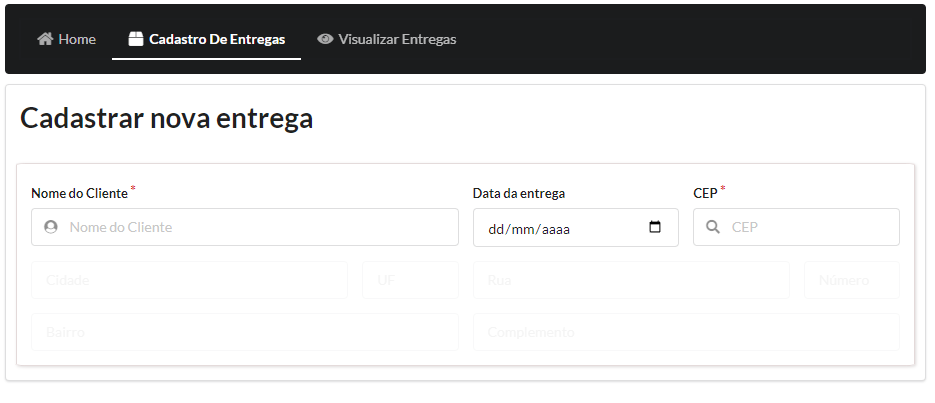 Home Cadastro De Entregas Visualizar Entregas
Cadastrar nova entrega
Nome do Cliente * Data da entrega CEP *
Nome do Cliente dd/mm/aaaa CEP
Cidade UF Rua Número
Bairro Complemento